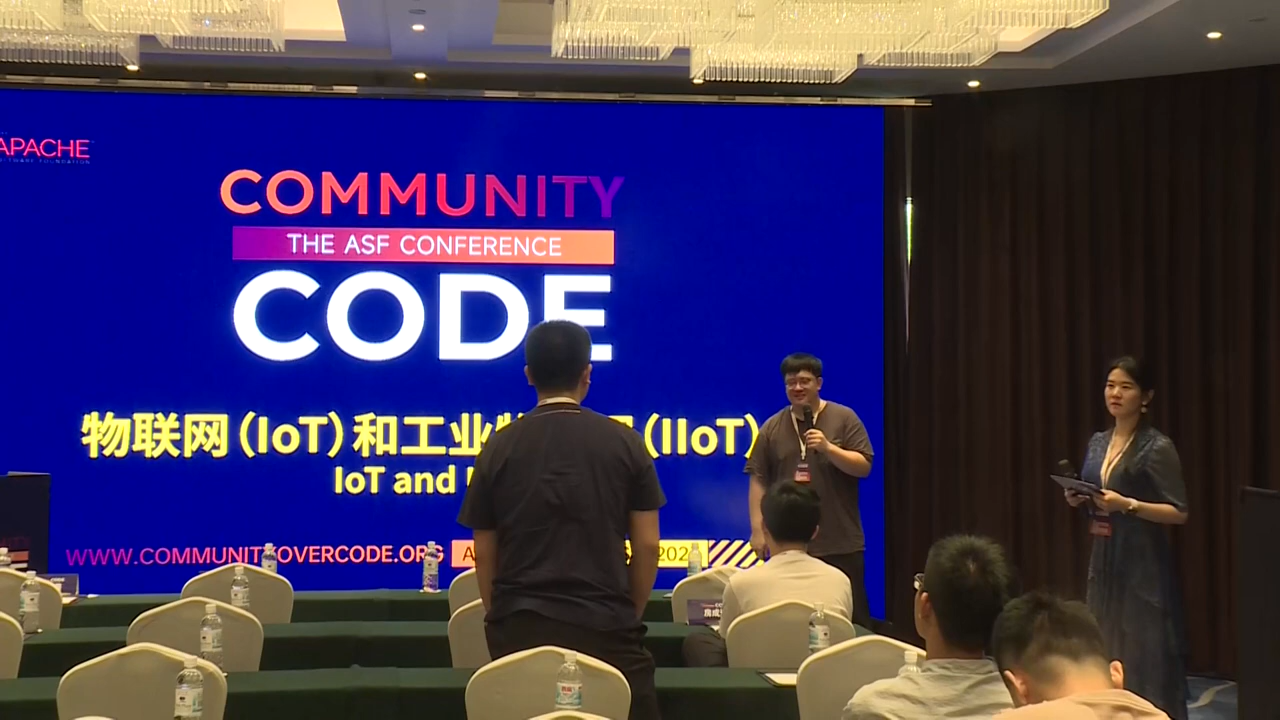 APACHE
COMMUNITY
THE ASF CONFERENCE
CODE
物联网（IoT）和工业物 （IIoT）
IoT and
WWW.COMMUNITYOVERCODE.ORG